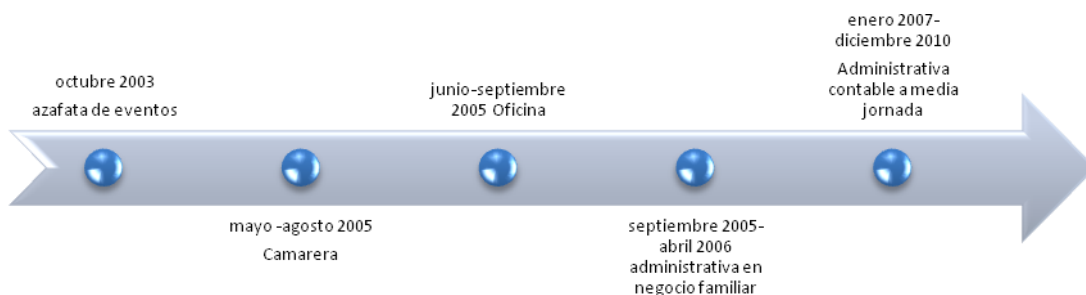 octubre 2003
azafata de eventos
mayo -agosto 2005
Camarera
junio-septiembre
2005 Oficina
septiembre 2005-
abril 2006
administrativa en
negocio familiar
enero 2007-
diciembre 2010
Administrativa
contable a media
jornada